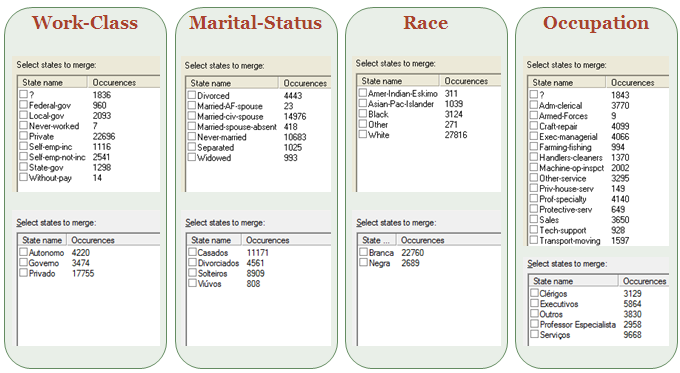 Work-Class
Select states to merge:
State name Occurences
? 1836
Federal-gov 960
Local-gov 2093
Never-worked 7
Private 22696
Self-emp-inc 1116
Self-emp-not-inc 2541
State-gov 1298
Without-pay 14
Select states to merge:
State name Occurences
Autonomo 4220
Governo 3474
Privado 17755
Marital-Status
Select states to merge:
State name Occurences
Divorced 4443
Married-AF-spouse 23
Married-civ-spouse 14976
Married-spouse-absent 418
Never-married 10683
Separated 1025
Widowed 993
Select states to merge:
State name Occurences
Casados 11171
Divorciados 4561
Solteiros 8909
Viúvos 808
Race
Select states to merge:
State name Occurences
Amer-Indian-Eskimo 311
Asian-Pac-Islander 1039
Black 3124
Other 271
White 27816
Select states to merge:
State ... Occurences
Branca 22760
Negra 2689
Occupation
Select states to merge:
State name Occurences
? 1843
Adm-clerical 3770
Armed-Forces 9
Craft-repair 4099
Exec-managerial 4066
Farming-fishing 994
Handlers-cleaners 1370
Machine-op-inspct 2002
Other-service 3295
Priv-house-serv 149
Prof-specialty 4140
Protective-serv 649
Sales 3650
Tech-support 928
Transport-moving 1597
Select states to merge:
State name Occurences
Clérigos 3129
Executivos 5864
Outros 3830
Professor Especialista 2958
Serviços 9668